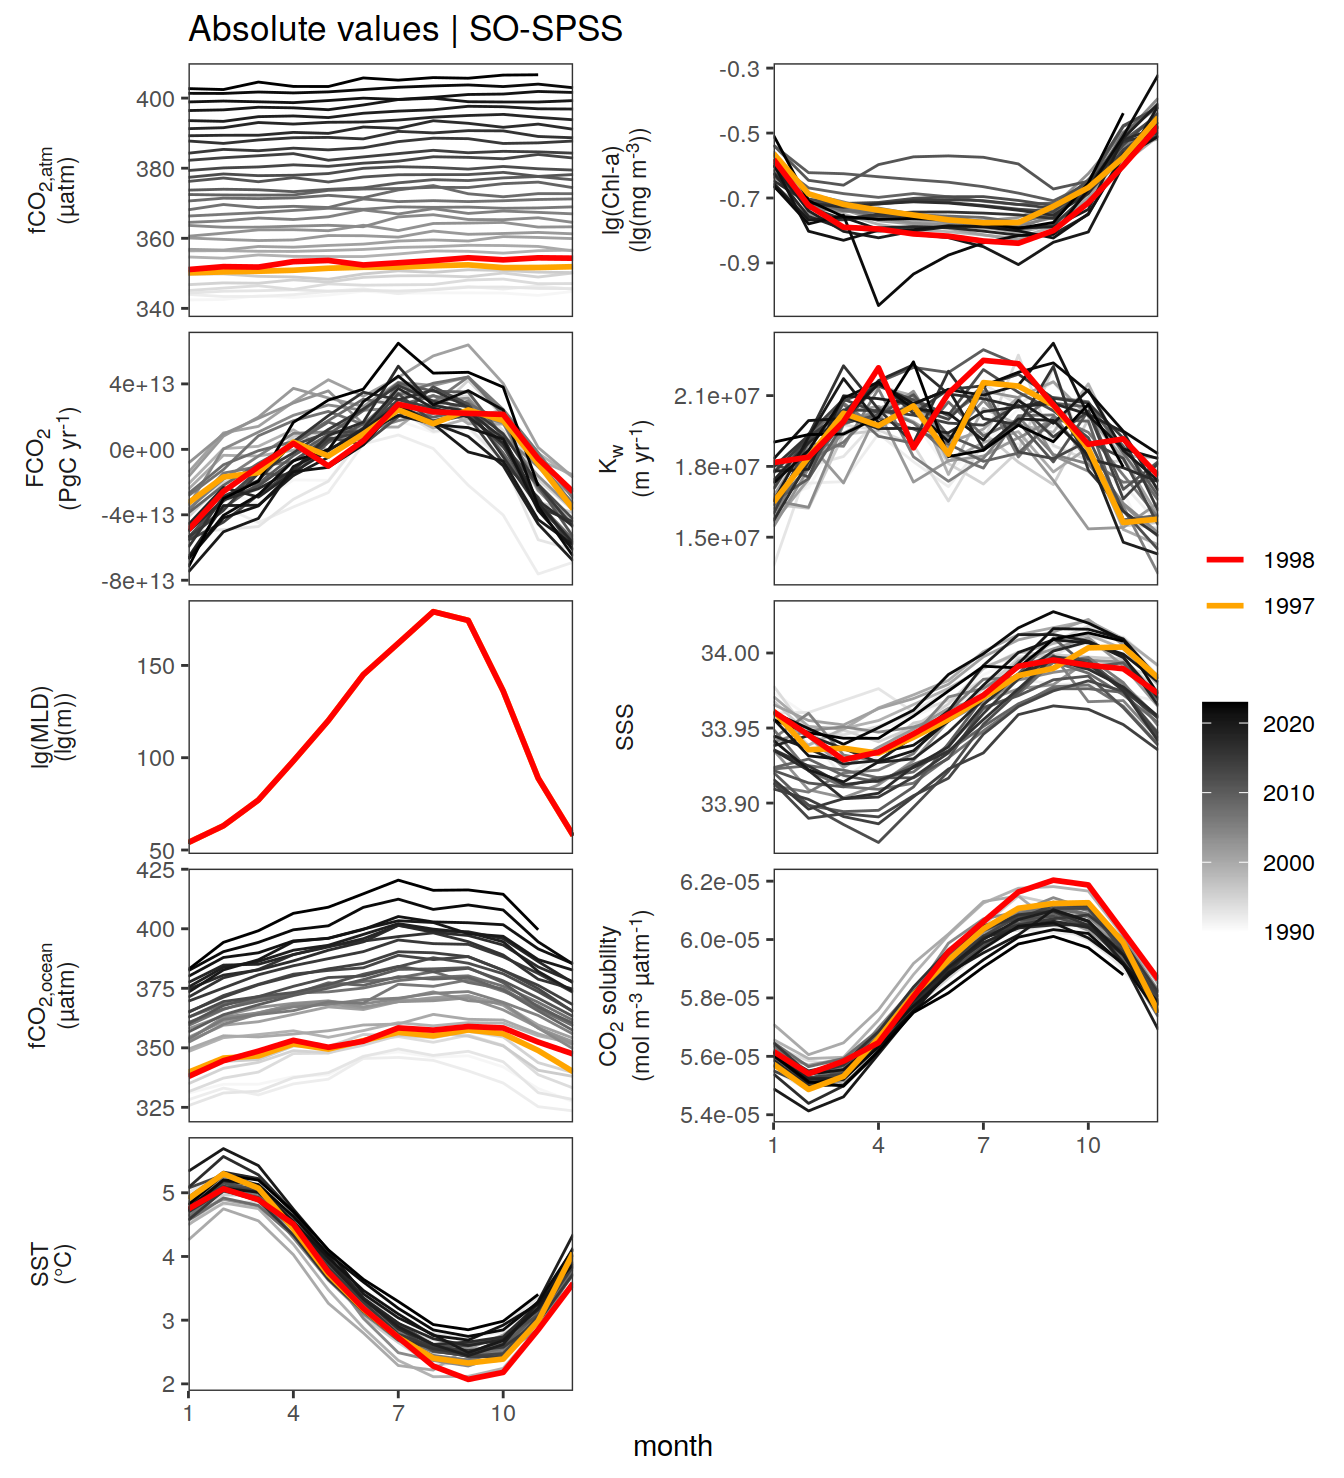 Absolute values | SO-SPSS
fCO2,atm
(µatm)
400
380
360
340
lg(Chl-a)
(lg(mg m-3))
-0.3
-0.5
-0.7
-0.9
FCO2
(PgC yr-1)
4e+13
0e+00
-4e+13
-8e+13
Kw
(m yr-1)
2.1e+07
1.8e+07
1.5e+07
1998
1997
lg(MLD)
(lg(m))
150
100
50
SSS
34.00
33.95
33.90
2020
2010
2000
1990
fCO2,ocean
(µatm)
425
400
375
350
325
CO2 solubility
(mol m-3 µatm-1)
6.2e-05
6.0e-05
5.8e-05
5.6e-05
5.4e-05
1 4 7 10
SST
(°C)
5
4
3
2
1 4 7 10
month